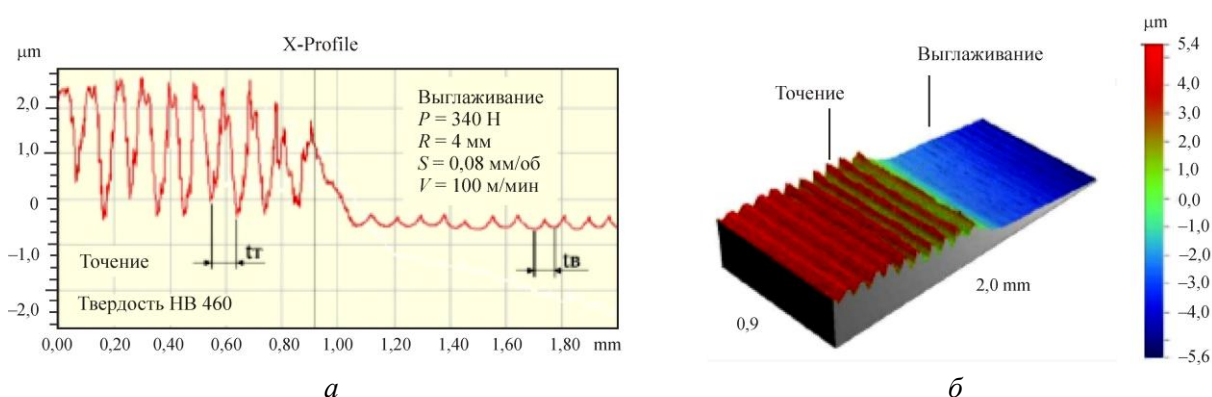 X-Profile
μm
2,0
1,0
0
–1,0
–2,0
Выглаживание
P = 340 Н
R = 4 мм
S = 0,08 мм/об
V = 100 м/мин
Точение
tт
tв
Твердость НВ 460
0,00 0,20 0,40 0,60 0,80 1,00 1,20 1,40 1,60 1,80 mm
а
Выглаживание
Точение
2,0 mm
0,9
μm
5,4
4,0
3,0
2,0
1,0
0,0
–1,0
–2,0
–3,0
–4,0
–5,6
б